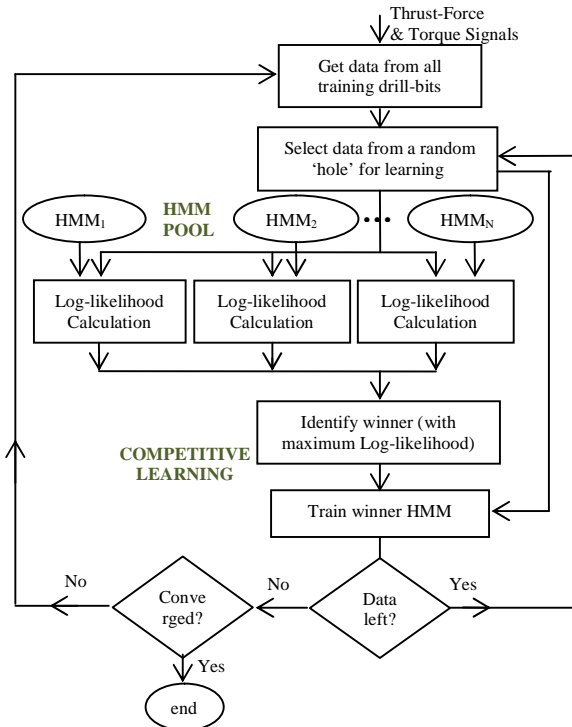 Thrust-Force
& Torque Signals
Get data from all
training drill-bits
Select data from a random
‘hole’ for learning
HMM
POOL
HMM1
HMM2
HMMN
Log-likelihood
Calculation
Log-likelihood
Calculation
Log-likelihood
Calculation
Identify winner (with
maximum Log-likelihood)
COMPETITIVE
LEARNING
Train winner HMM
No
Conve
rged?
No
Data
left?
Yes
Yes
end